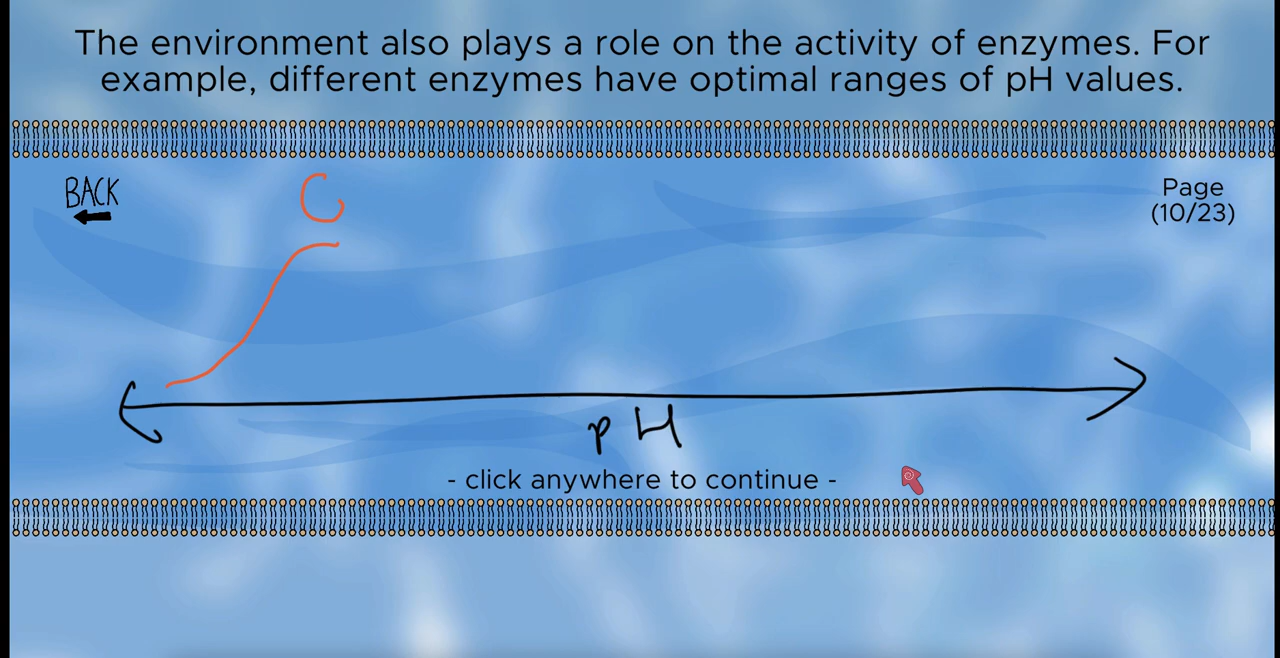 The environment also plays a role on the activity of enzymes. For
example, different enzymes have optimal ranges of pH values.
BACK
C
Page
(10/23)
pH
- click anywhere to continue -